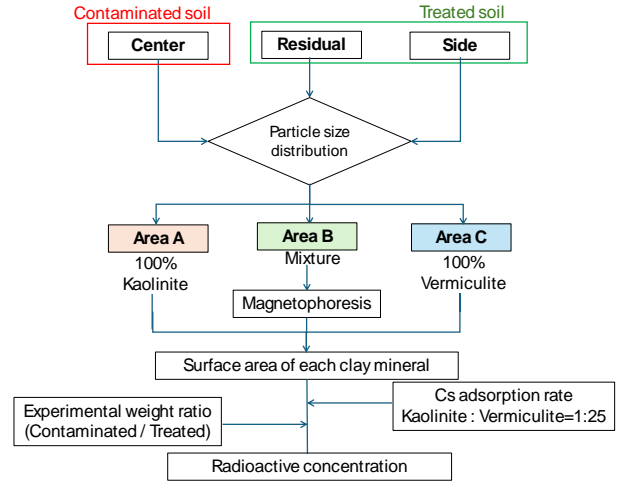 Contaminated soil
Treated soil
Center
Residual
Side
Particle size
distribution
Area A
Area B
Area C
100%
Kaolinite
Mixture
100%
Vermiculite
Magnetophoresis
Surface area of each clay mineral
Cs adsorption rate
Kaolinite : Vermiculite=1:25
Experimental weight ratio
(Contaminated / Treated)
Radioactive concentration